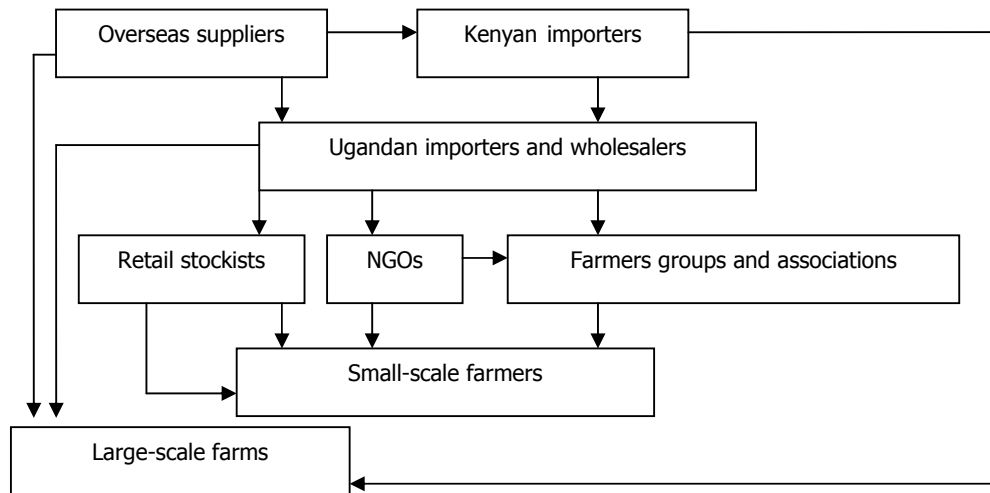 Overseas suppliers
Kenyan importers
Ugandan importers and wholesalers
Retail stockists
NGOs
Farmers groups and associations
Small-scale farmers
Large-scale farms